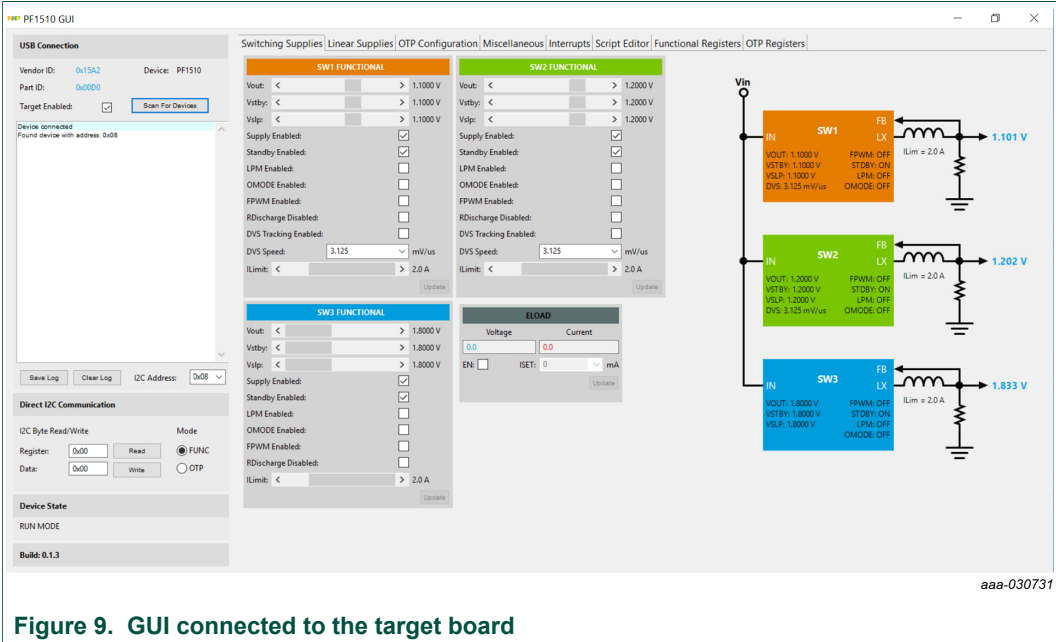 NXP PF1510 GUI
USB Connection
Vendor ID: 0x15A2 Device: PF1510
Part ID: 0x00D0
Target Enabled: Scan For Devices
Device connected
Found device with address: 0x08
Save Log Clear Log I2C Address: 0x08
Direct I2C Communication
I2C Byte Read/Write Mode
Register: 0x00 Read FUNC
Data: 0x00 Write OTP
Device State
RUN MODE
Build: 0.1.3
Switching Supplies Linear Supplies OTP Configuration Miscellaneous Interrupts Script Editor Functional Registers OTP Registers
SW1 FUNCTIONAL
Vout: < > 1.1000 V
Vstby: < > 1.1000 V
Vslp: < > 1.1000 V
Supply Enabled:
Standby Enabled:
LPM Enabled:
OMODE Enabled:
FPWM Enabled:
RDischarge Disabled:
DVS Tracking Enabled:
DVS Speed: 3.125 mV/us
ILimit: < > 2.0 A
Update
SW2 FUNCTIONAL
Vout: < > 1.2000 V
Vstby: < > 1.2000 V
Vslp: < > 1.2000 V
Supply Enabled:
Standby Enabled:
LPM Enabled:
OMODE Enabled:
FPWM Enabled:
RDischarge Disabled:
DVS Tracking Enabled:
DVS Speed: 3.125 mV/us
ILimit: < > 2.0 A
Update
SW3 FUNCTIONAL
Vout: < > 1.8000 V
Vstby: < > 1.8000 V
Vslp: < > 1.8000 V
Supply Enabled:
Standby Enabled:
LPM Enabled:
OMODE Enabled:
FPWM Enabled:
RDischarge Disabled:
ILimit: < > 2.0 A
Update
ELOAD
Voltage Current
0.0 0.0
EN: ISET: 0 mA
Update
Vin
FB
IN SW1 LX
VOUT: 1.1000 V FPWM: OFF
VSTBY: 1.1000 V STDBY: ON
VSLP: 1.1000 V LPM: OFF
DVS: 3.125 mV/us OMODE: OFF
ILim = 2.0 A
1.101 V
FB
IN SW2 LX
VOUT: 1.2000 V FPWM: OFF
VSTBY: 1.2000 V STDBY: ON
VSLP: 1.2000 V LPM: OFF
DVS: 3.125 mV/us OMODE: OFF
ILim = 2.0 A
1.202 V
FB
IN SW3 LX
VOUT: 1.8000 V FPWM: OFF
VSTBY: 1.8000 V STDBY: ON
VSLP: 1.8000 V LPM: OFF
OMODE: OFF
ILim = 2.0 A
1.833 V
aaa-030731
Figure 9. GUI connected to the target board